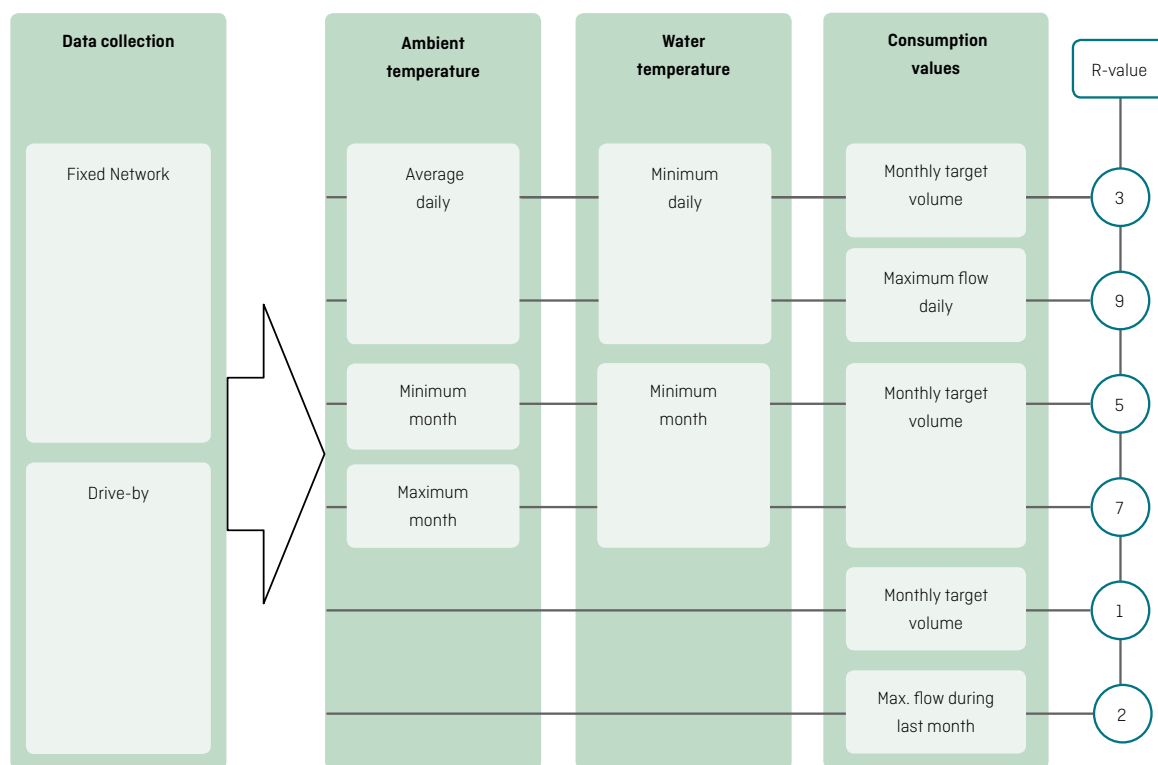 Data collection
Fixed Network
Drive-by
Ambient
temperature
Average
daily
Minimum
month
Maximum
month
Water
temperature
Minimum
daily
Minimum
month
Consumption
values
Monthly target
volume
Maximum flow
daily
Monthly target
volume
Monthly target
volume
Max. flow during
last month
R-value
3
9
5
7
1
2